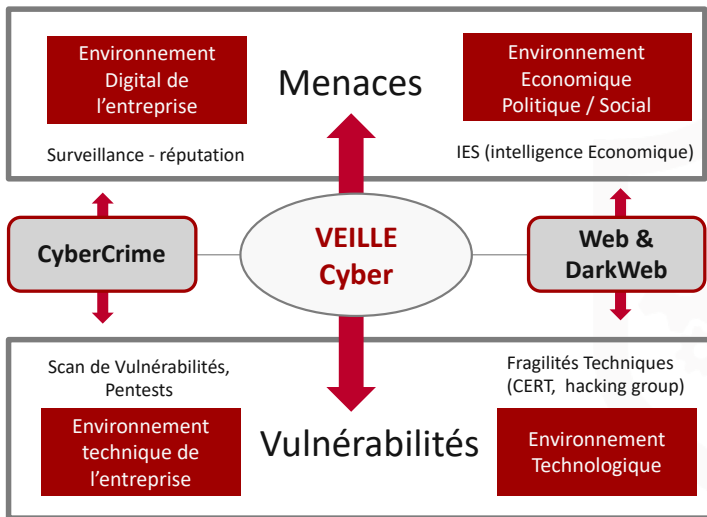 Environnement
Digital de
l'entreprise
Menaces
Environnement
Economique
Politique / Social
Surveillance - réputation
IES (intelligence Economique)
CyberCrime
VEILLE
Cyber
Web &
DarkWeb
Scan de Vulnérabilités,
Pentests
Fragilités Techniques
(CERT, hacking group)
Environnement
technique de
l'entreprise
Vulnérabilités
Environnement
Technologique